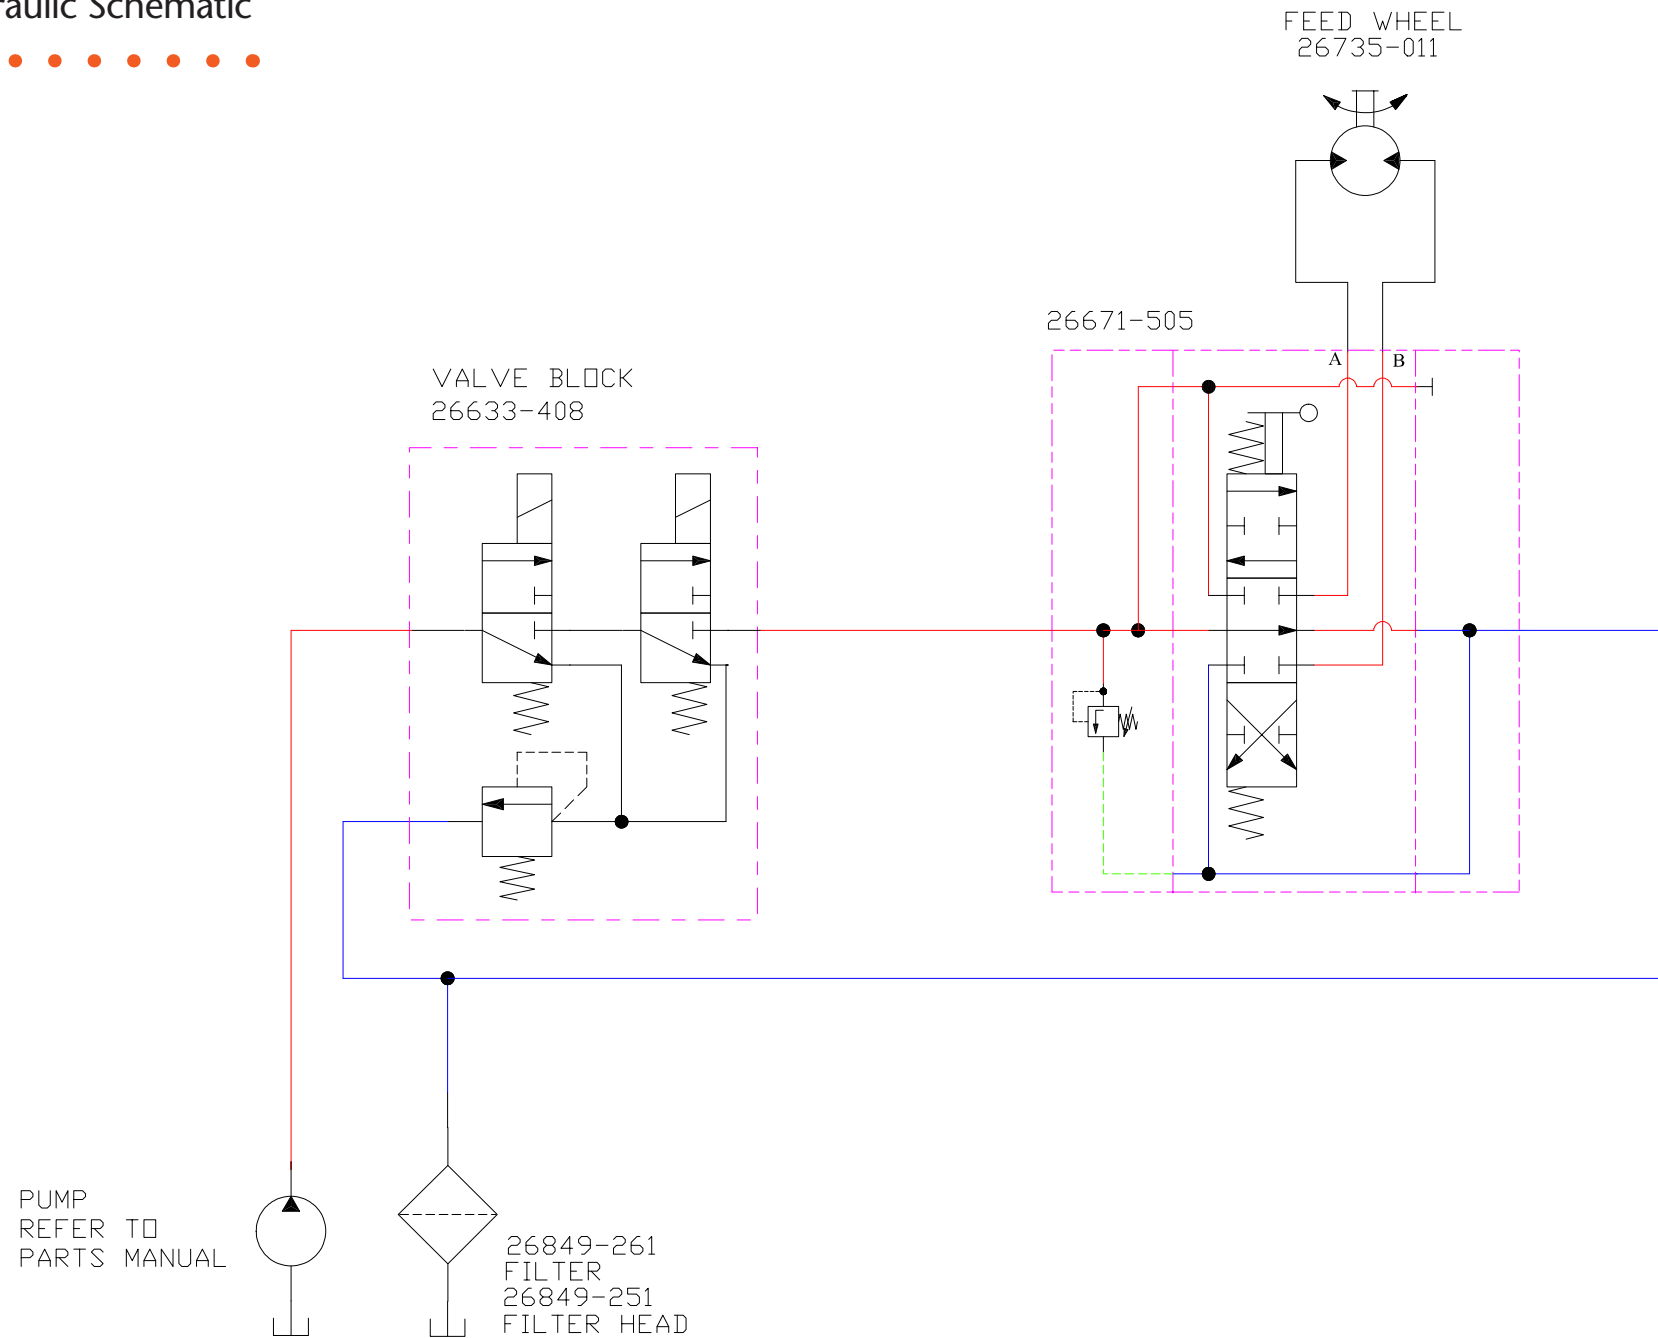 raulic Schematic
FEED WHEEL
26735-011
26671-505
A
B
VALVE BLOCK
26633-408
PUMP
REFER TO
PARTS MANUAL
26849-261
FILTER
26849-251
FILTER HEAD